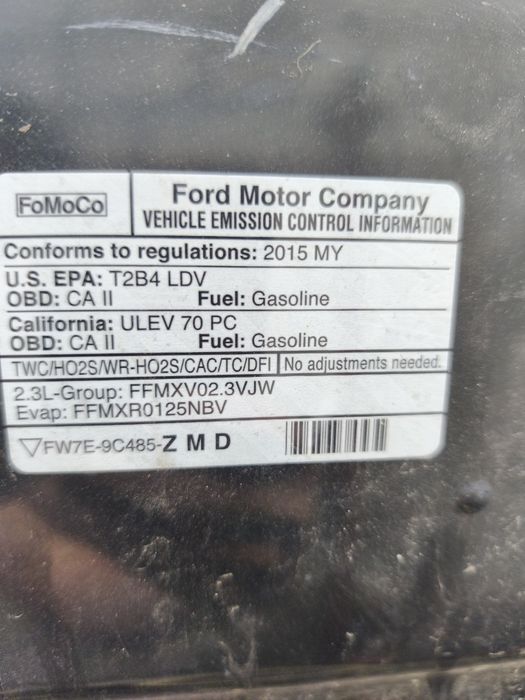 FoMoCo
Ford Motor Company
VEHICLE EMISSION CONTROL INFORMATION
Conforms to regulations: 2015 MY
U.S. EPA: T2B4 LDV
OBD: CA II Fuel: Gasoline
California: ULEV 70 PC
OBD: CA II Fuel: Gasoline
TWC/HO2S/WR-HO2S/CAC/TC/DFI No adjustments needed.
2.3L-Group: FFMXV02.3VJW
Evap: FFMXR0125NBV
FW7E-9C485-Z M D